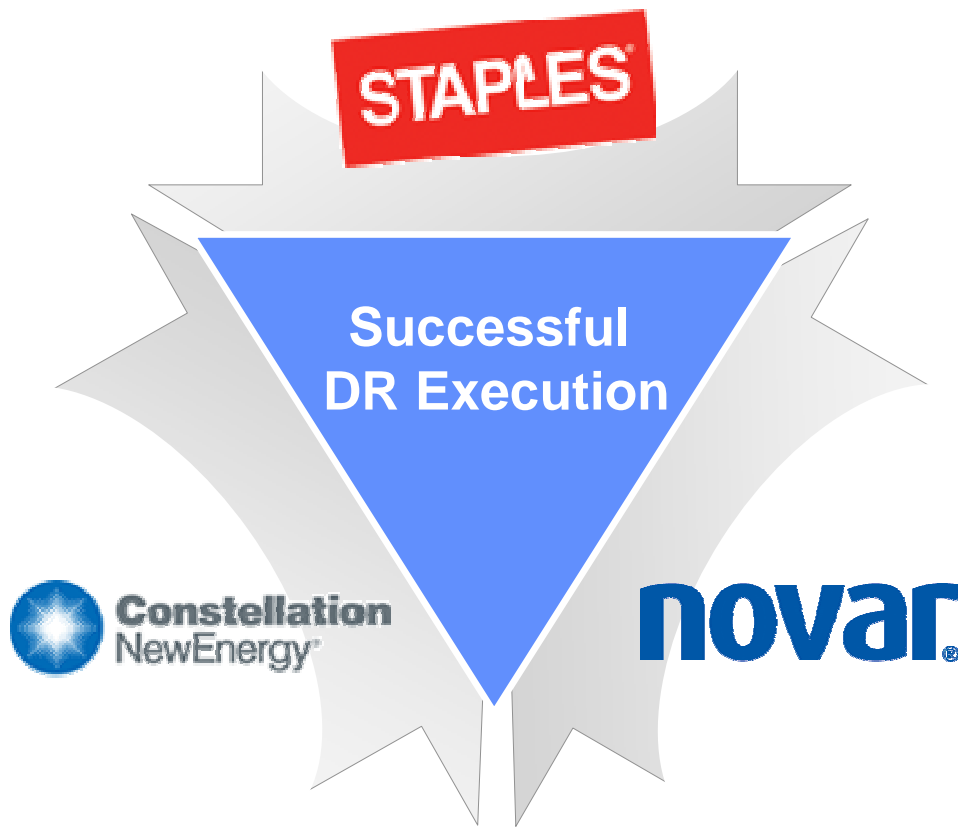 STAPLES®
Successful
DR Execution
Constellation
NewEnergy®
novar®